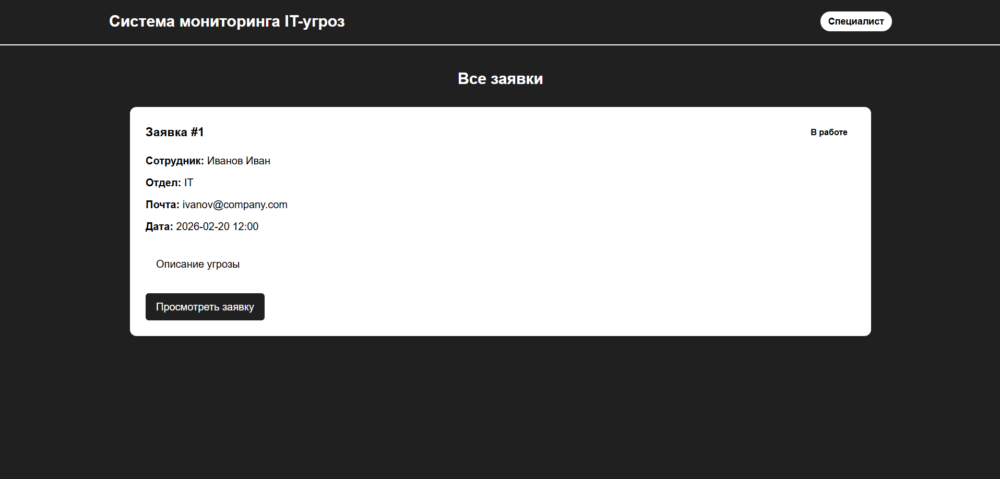 Система мониторинга IT-угроз
Специалист
Все заявки
Заявка #1
В работе
Сотрудник: Иванов Иван
Отдел: IT
Почта: ivanov@company.com
Дата: 2026-02-20 12:00
Описание угрозы
Просмотреть заявку